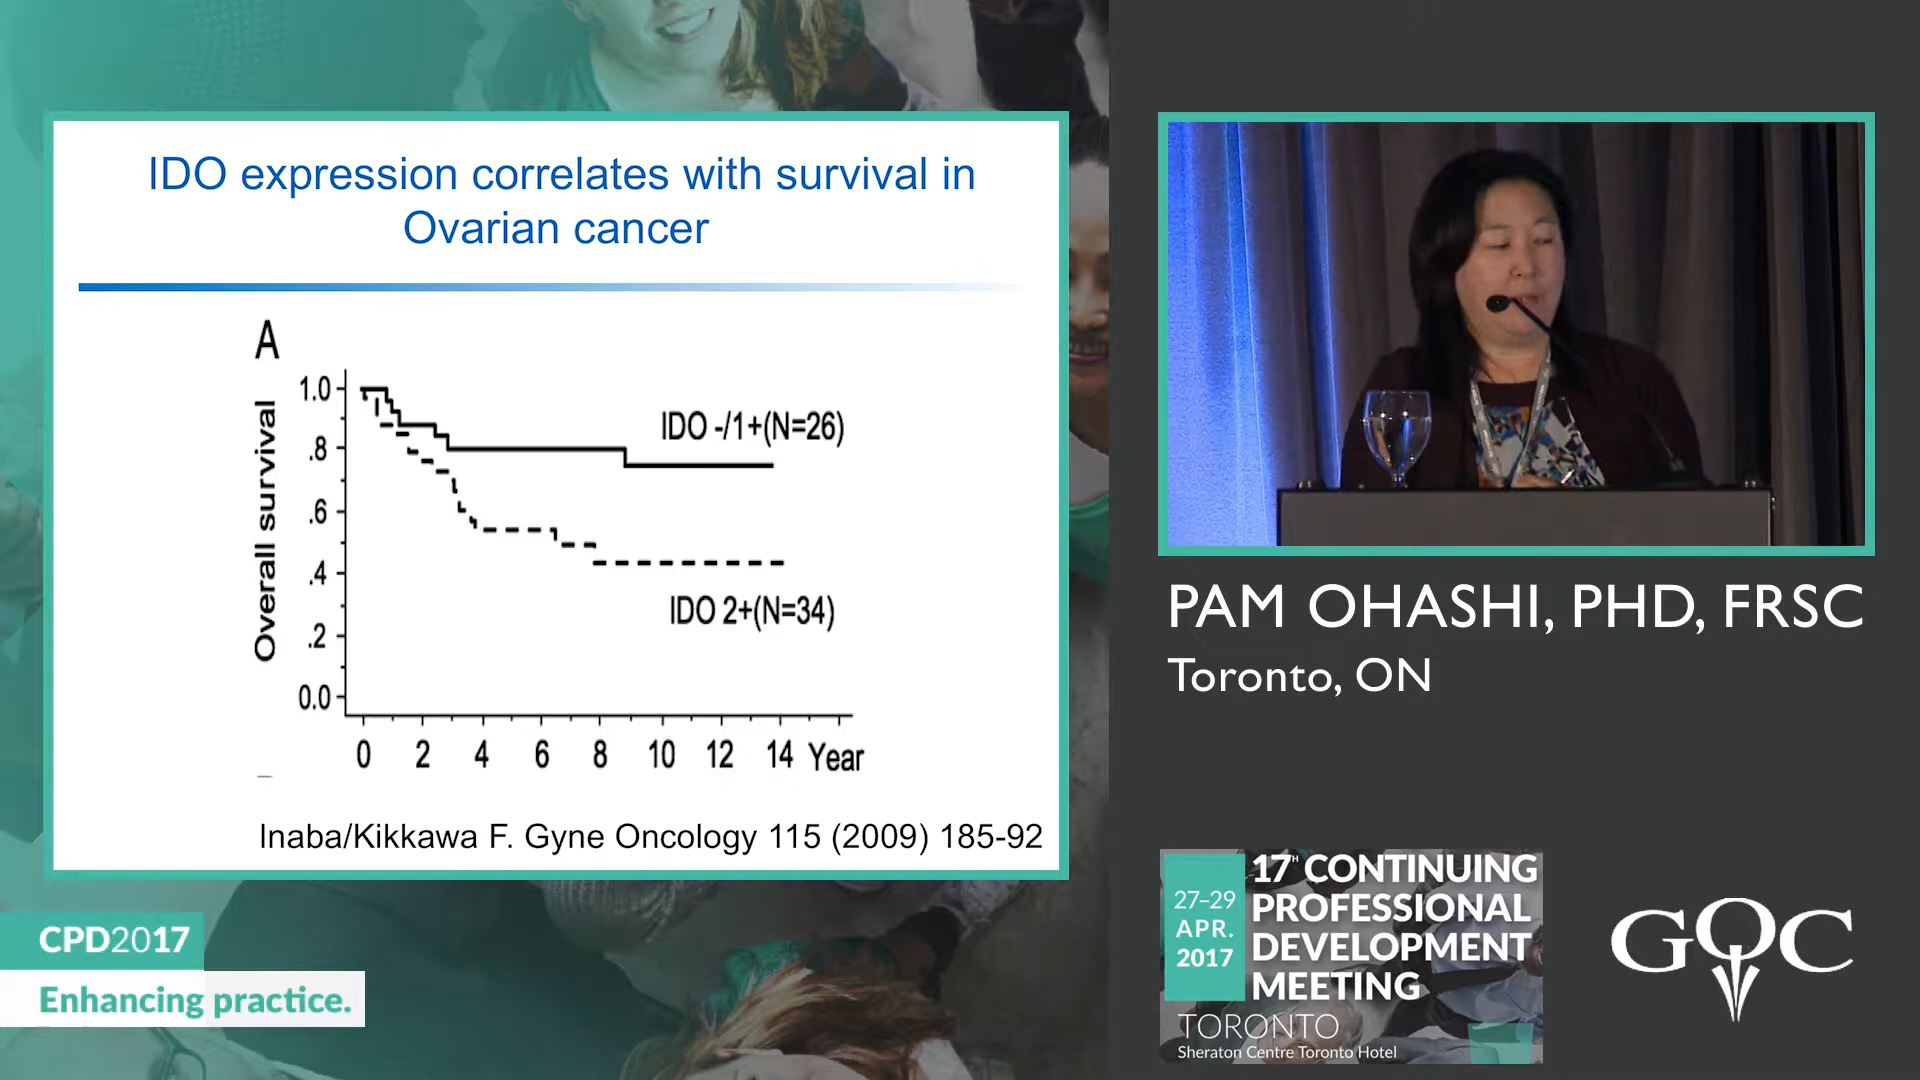 IDO expression correlates with survival in
Ovarian cancer
A
Overall survival
1.0
.8
.6
.4
.2
0.0
IDO -/1+(N=26)
IDO 2+(N=34)
0 2 4 6 8 10 12 14 Year
Inaba/Kikkawa F. Gyne Oncology 115 (2009) 185-92
PAM OHASHI, PHD, FRSC
Toronto, ON
CPD2017
Enhancing practice.
27–29
APR.
2017
17TH CONTINUING
PROFESSIONAL
DEVELOPMENT
MEETING
TORONTO
Sheraton Centre Toronto Hotel
GOC